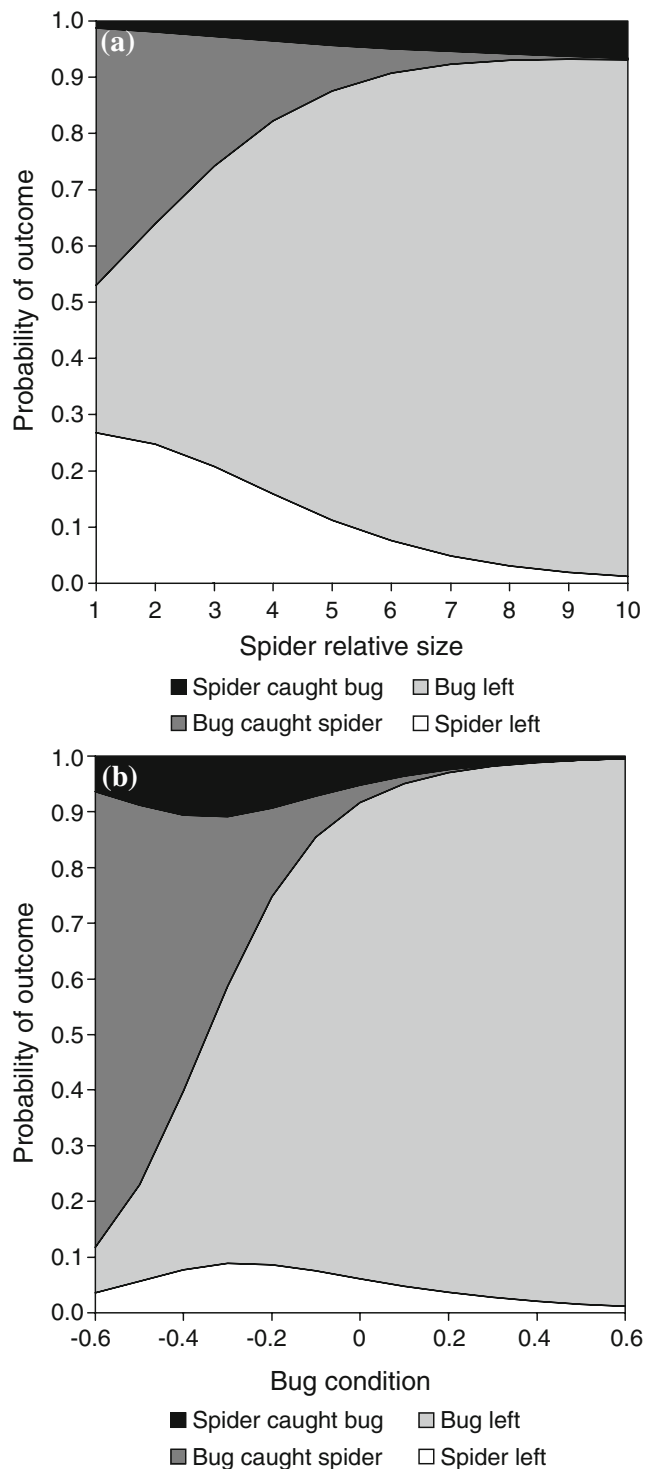 (a)
Probability of outcome
1.0
0.9
0.8
0.7
0.6
0.5
0.4
0.3
0.2
0.1
0.0
1 2 3 4 5 6 7 8 9 10
Spider relative size
Spider caught bug Bug left
Bug caught spider Spider left
(b)
Probability of outcome
1.0
0.9
0.8
0.7
0.6
0.5
0.4
0.3
0.2
0.1
0.0
-0.6 -0.4 -0.2 0 0.2 0.4 0.6
Bug condition
Spider caught bug Bug left
Bug caught spider Spider left